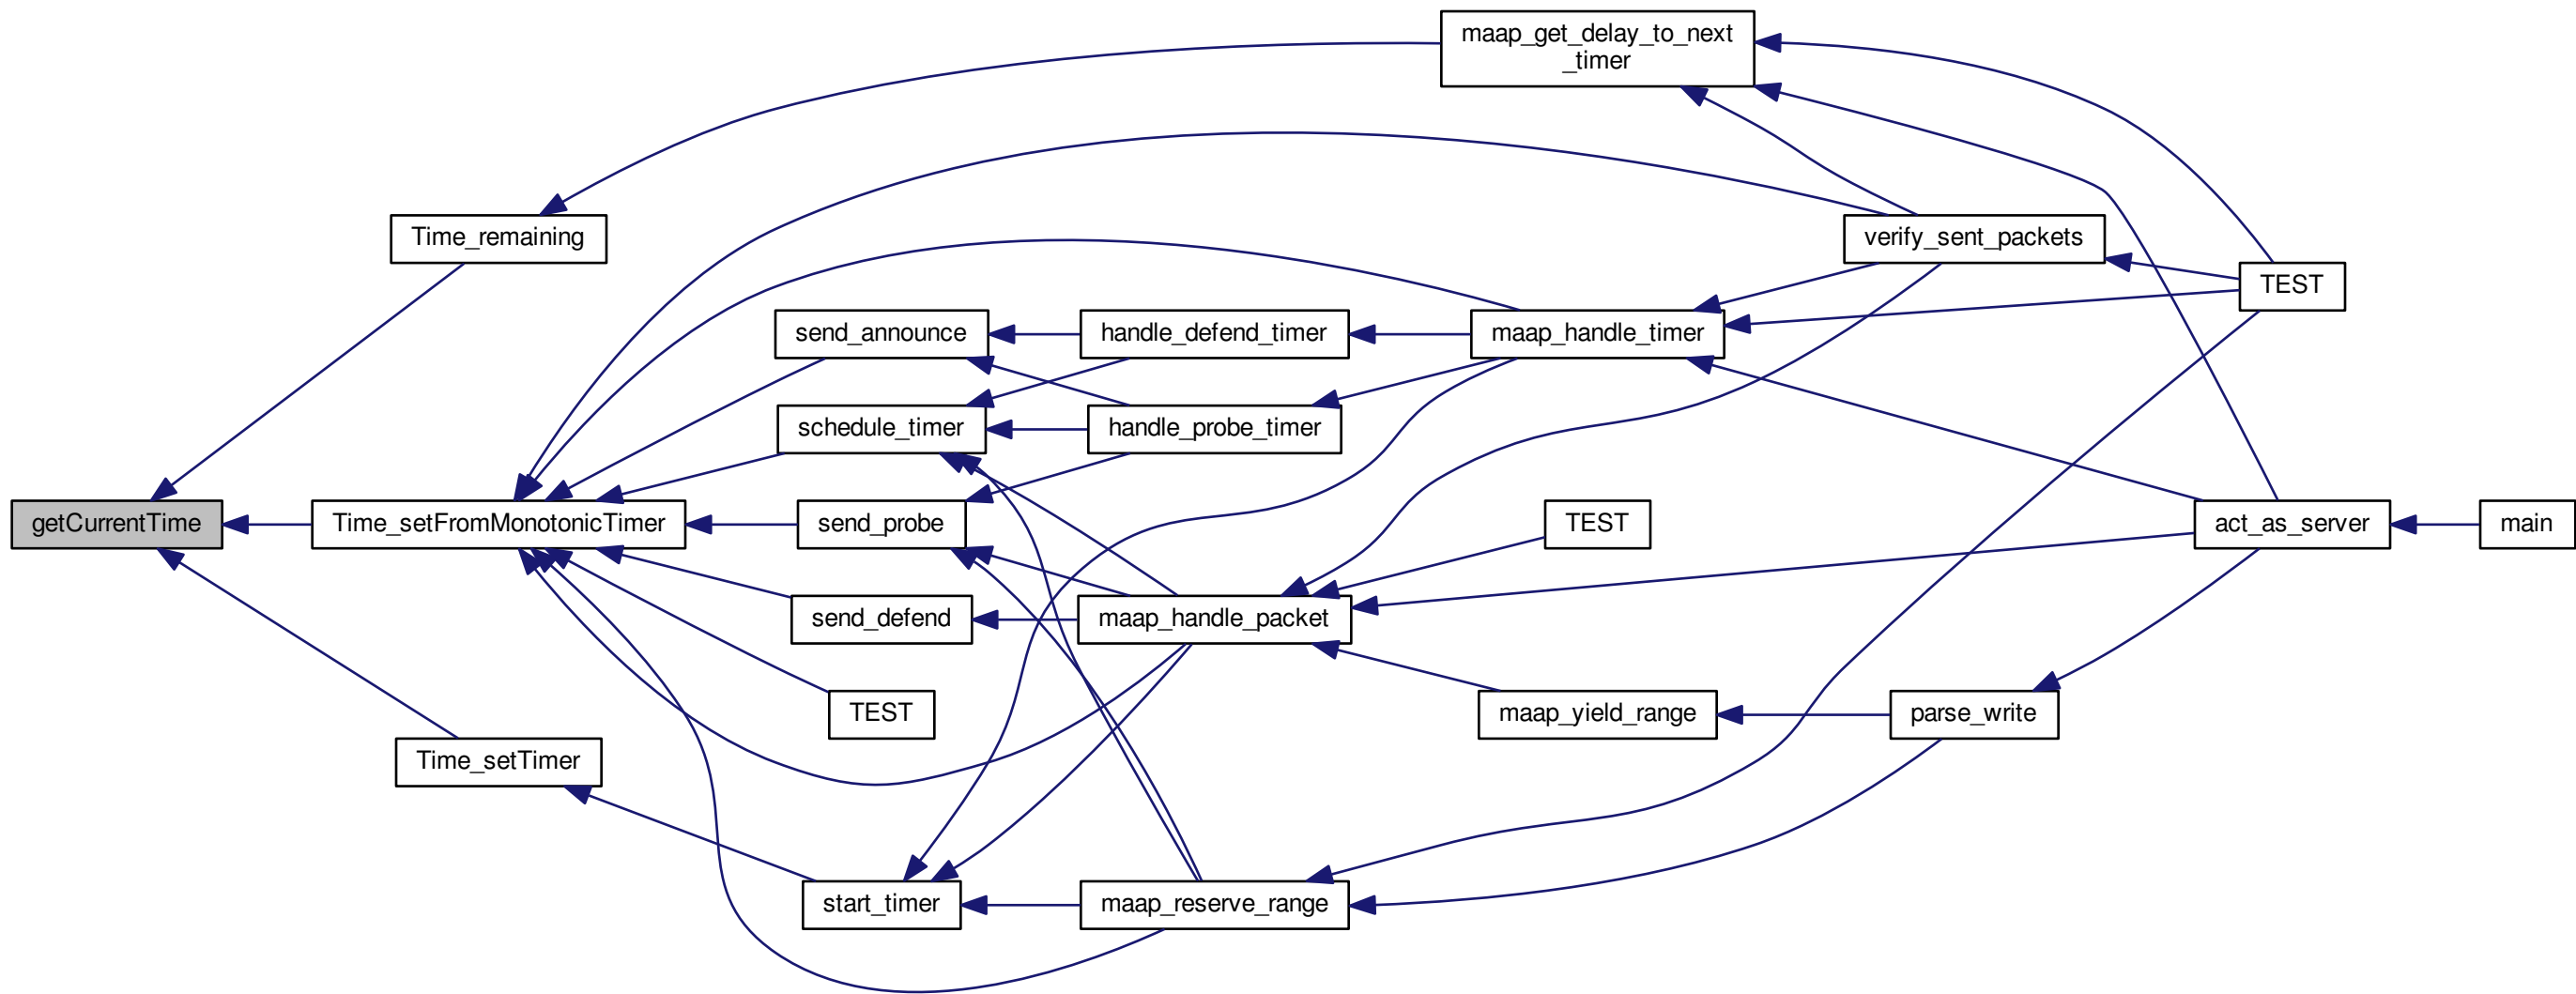 maap_get_delay_to_next
_timer
Time_remaining
verify_sent_packets
TEST
send_announce
handle_defend_timer
maap_handle_timer
schedule_timer
handle_probe_timer
getCurrentTime
Time_setFromMonotonicTimer
send_probe
TEST
act_as_server
main
send_defend
maap_handle_packet
TEST
maap_yield_range
parse_write
Time_setTimer
start_timer
maap_reserve_range